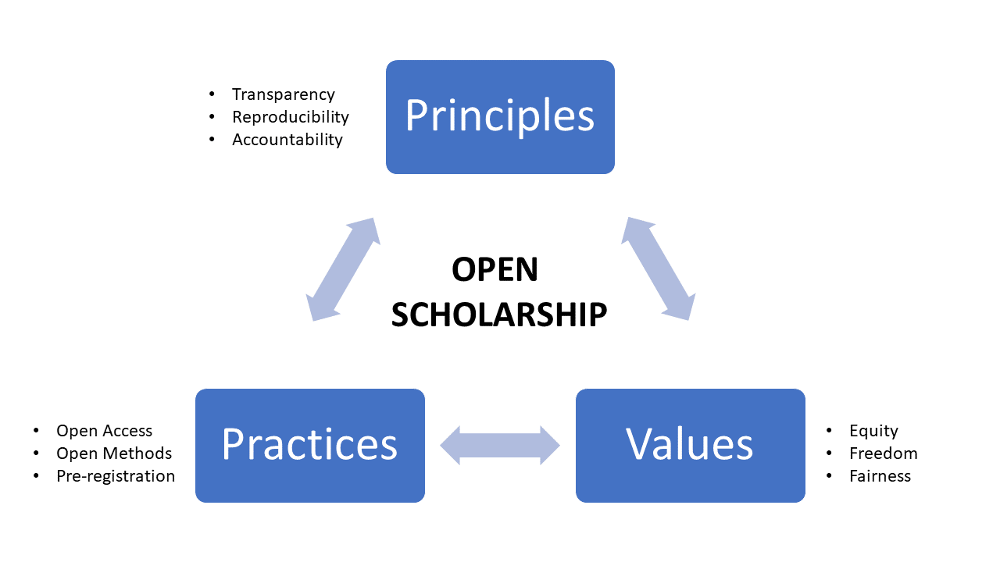 • Transparency
• Reproducibility
• Accountability
Principles
OPEN
SCHOLARSHIP
• Open Access
• Open Methods
• Pre-registration
Practices
Values
• Equity
• Freedom
• Fairness